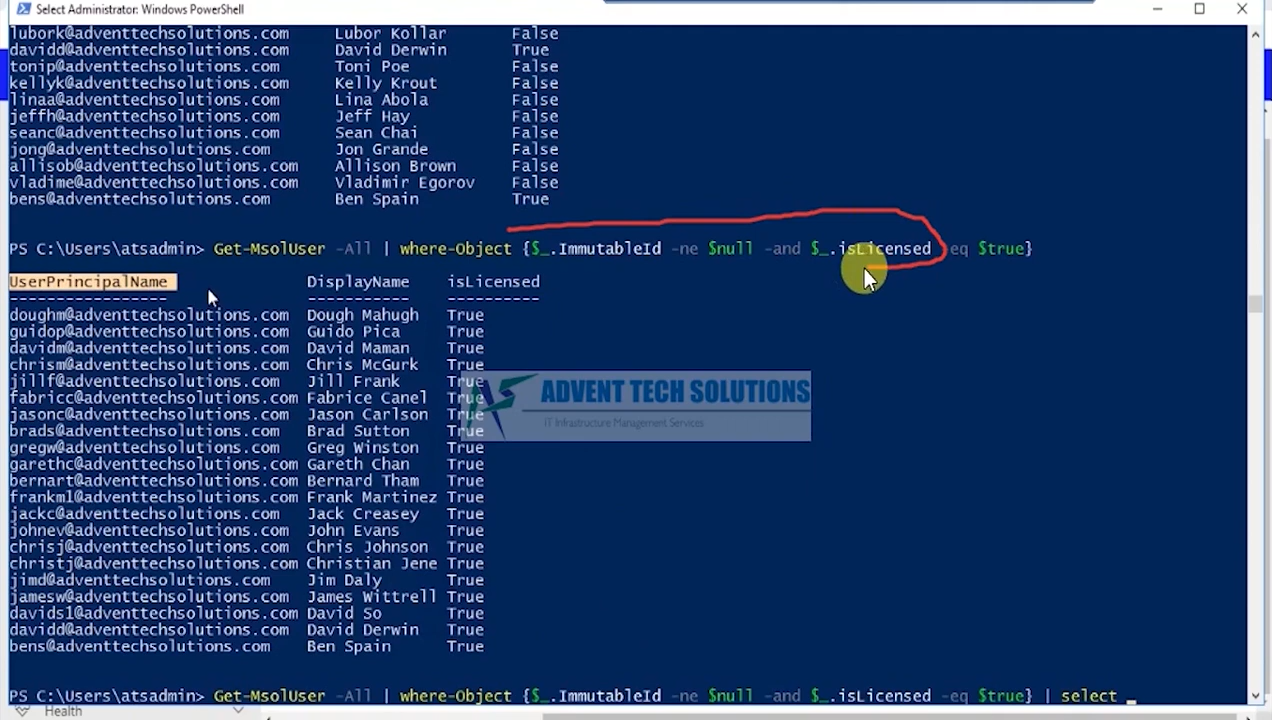 Select Administrator: Windows PowerShell
lubork@adventtechsolutions.com Lubor Kollar False
davidd@adventtechsolutions.com David Derwin True
tonip@adventtechsolutions.com Toni Poe False
kellyk@adventtechsolutions.com Kelly Krout False
linaa@adventtechsolutions.com Lina Abola False
jeffh@adventtechsolutions.com Jeff Hay False
seanc@adventtechsolutions.com Sean Chai False
jong@adventtechsolutions.com Jon Grande False
allisob@adventtechsolutions.com Allison Brown False
vladime@adventtechsolutions.com Vladimir Egorov False
bens@adventtechsolutions.com Ben Spain True
PS C:\Users\atsadmin> Get-MsolUser -All | where-Object {$_.ImmutableId -ne $null -and $_.isLicensed -eq $true}
UserPrincipalName DisplayName isLicensed
----------------- ----------- ----------
doughm@adventtechsolutions.com Dough Mahugh True
guidop@adventtechsolutions.com Guido Pica True
davidm@adventtechsolutions.com David Maman True
chrism@adventtechsolutions.com Chris McGurk True
jillf@adventtechsolutions.com Jill Frank True
fabricc@adventtechsolutions.com Fabrice Canel True
jasonc@adventtechsolutions.com Jason Carlson True
brads@adventtechsolutions.com Brad Sutton True
gregw@adventtechsolutions.com Greg Winston True
garethc@adventtechsolutions.com Gareth Chan True
bernart@adventtechsolutions.com Bernard Tham True
frankm1@adventtechsolutions.com Frank Martinez True
jackc@adventtechsolutions.com Jack Creasey True
johnev@adventtechsolutions.com John Evans True
chrisj@adventtechsolutions.com Chris Johnson True
christj@adventtechsolutions.com Christian Jene True
jimd@adventtechsolutions.com Jim Daly True
jamesw@adventtechsolutions.com James Wittrell True
davids1@adventtechsolutions.com David So True
davidd@adventtechsolutions.com David Derwin True
bens@adventtechsolutions.com Ben Spain True
ADVENT TECH SOLUTIONS
IT Infrastructure Management Services
PS C:\Users\atsadmin> Get-MsolUser -All | where-Object {$_.ImmutableId -ne $null -and $_.isLicensed -eq $true} | select _
Health